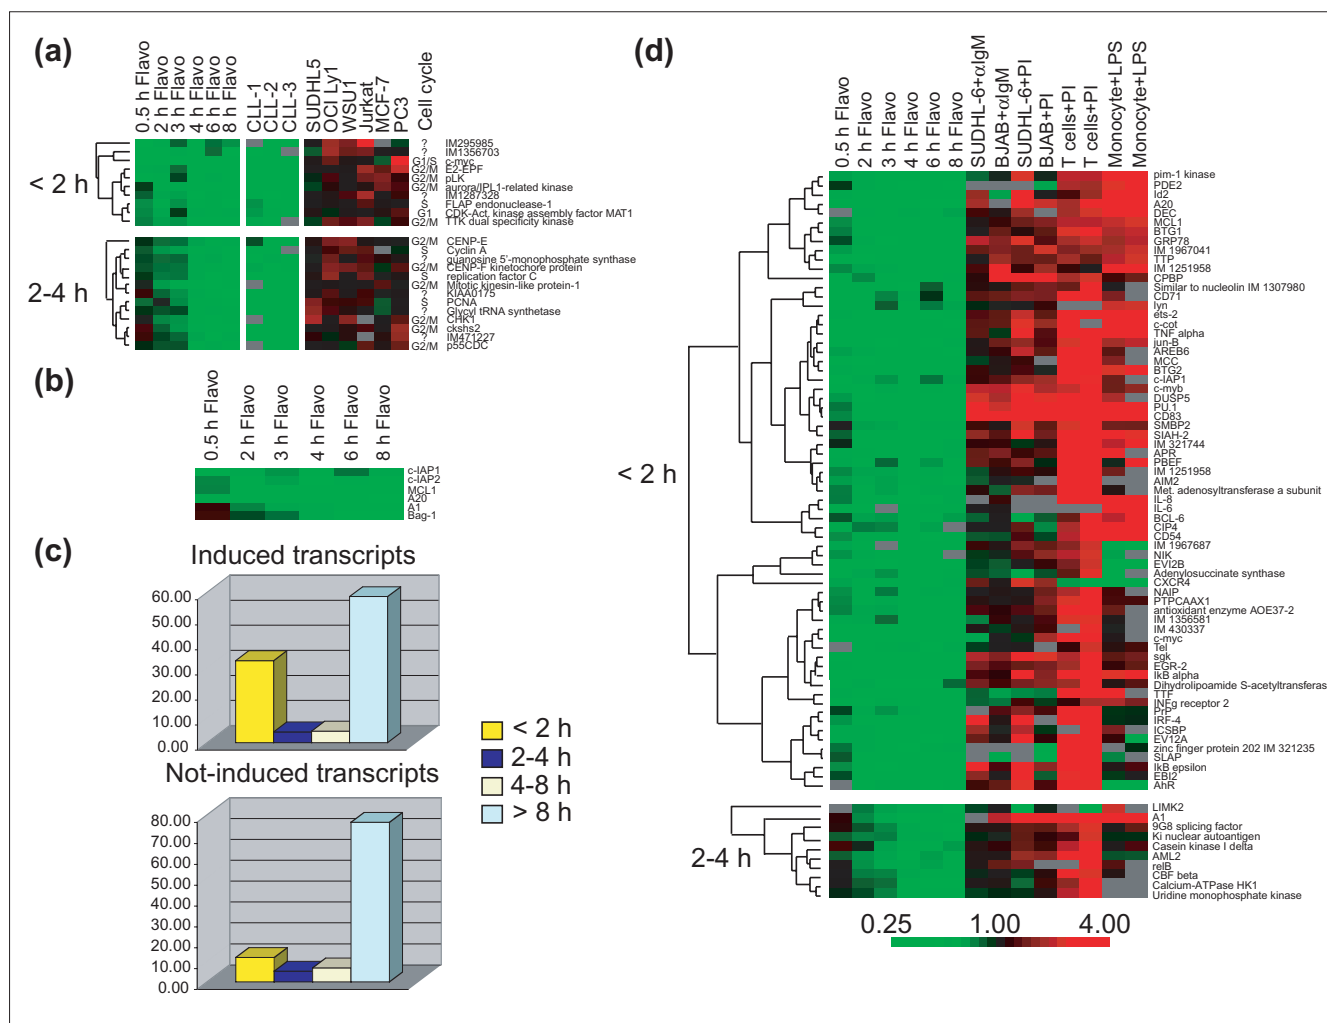 (a)
0.5 h Flavo
2 h Flavo
3 h Flavo
4 h Flavo
6 h Flavo
8 h Flavo
CLL-1
CLL-2
CLL-3
SUDHL5
OCI Ly1
WSU1
Jurkat
MCF-7
PC3
Cell cycle
< 2 h
? IM295985
? IM1356703
G1/S c-myc
G2/M E2-EPF
G2/M pLK
G2/M aurora/IPL1-related kinase
? IM1287328
S FLAP endonuclease-1
G1 CDK-Act. kinase assembly factor MAT1
G2/M TTK dual specificity kinase
2-4 h
G2/M CENP-E
S Cyclin A
? guanosine 5'-monophosphate synthase
G2/M CENP-F kinetochore protein
S replication factor C
G2/M Mitotic kinesin-like protein-1
? KIAA0175
S PCNA
? Glycyl tRNA synthetase
G2/M CHK1
G2/M ckshs2
? IM471227
G2/M p55CDC
(b)
0.5 h Flavo
2 h Flavo
3 h Flavo
4 h Flavo
6 h Flavo
8 h Flavo
c-IAP1
c-IAP2
MCL1
A20
A1
Bag-1
(c)
Induced transcripts
60.00
50.00
40.00
30.00
20.00
10.00
0.00
Not-induced transcripts
80.00
70.00
60.00
50.00
40.00
30.00
20.00
10.00
0.00
< 2 h
2-4 h
4-8 h
> 8 h
(d)
0.5 h Flavo
2 h Flavo
3 h Flavo
4 h Flavo
6 h Flavo
8 h Flavo
SUDHL-6+αIgM
BJAB+αIgM
SUDHL-6+PI
BJAB+PI
T cells+PI
T cells+PI
Monocyte+LPS
Monocyte+LPS
< 2 h
pim-1 kinase
PDE2
Id2
A20
DEC
MCL1
BTG1
GRP78
IM 1967041
TTP
IM 1251958
CPBP
Similar to nucleolin IM 1307980
CD71
lyn
ets-2
c-cot
TNF alpha
jun-B
AREB6
MCC
BTG2
c-IAP1
c-myb
DUSP5
PU.1
CD83
SMBP2
SIAH-2
IM 321744
APR
PBEF
IM 1251958
AIM2
Met. adenosyltransferase a subunit
IL-8
IL-6
BCL-6
CIP4
CD54
IM 1967687
NIK
EVI2B
Adenylosuccinate synthase
CXCR4
NAIP
PTPCAAX1
antioxidant enzyme AOE37-2
IM 1356581
IM 430337
c-myc
Tel
sgk
EGR-2
IkB alpha
Dihydrolipoamide S-acetyltransferas
TTF
INFg receptor 2
PrP
IRF-4
ICSBP
EV12A
zinc finger protein 202 IM 321235
SLAP
IkB epsilon
EBI2
AhR
2-4 h
LIMK2
A1
9G8 splicing factor
Ki nuclear autoantigen
Casein kinase I delta
AML2
relB
CBF beta
Calcium-ATPase HK1
Uridine monophosphate kinase
0.25 1.00 4.00